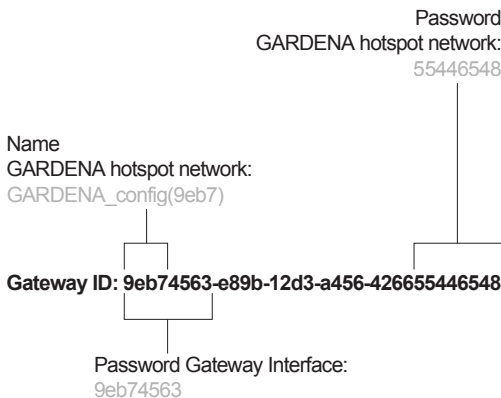 Password
GARDENA hotspot network:
55446548
Name
GARDENA hotspot network:
GARDENA_config(9eb7)
Gateway ID: 9eb74563-e89b-12d3-a456-426655446548
Password Gateway Interface:
9eb74563